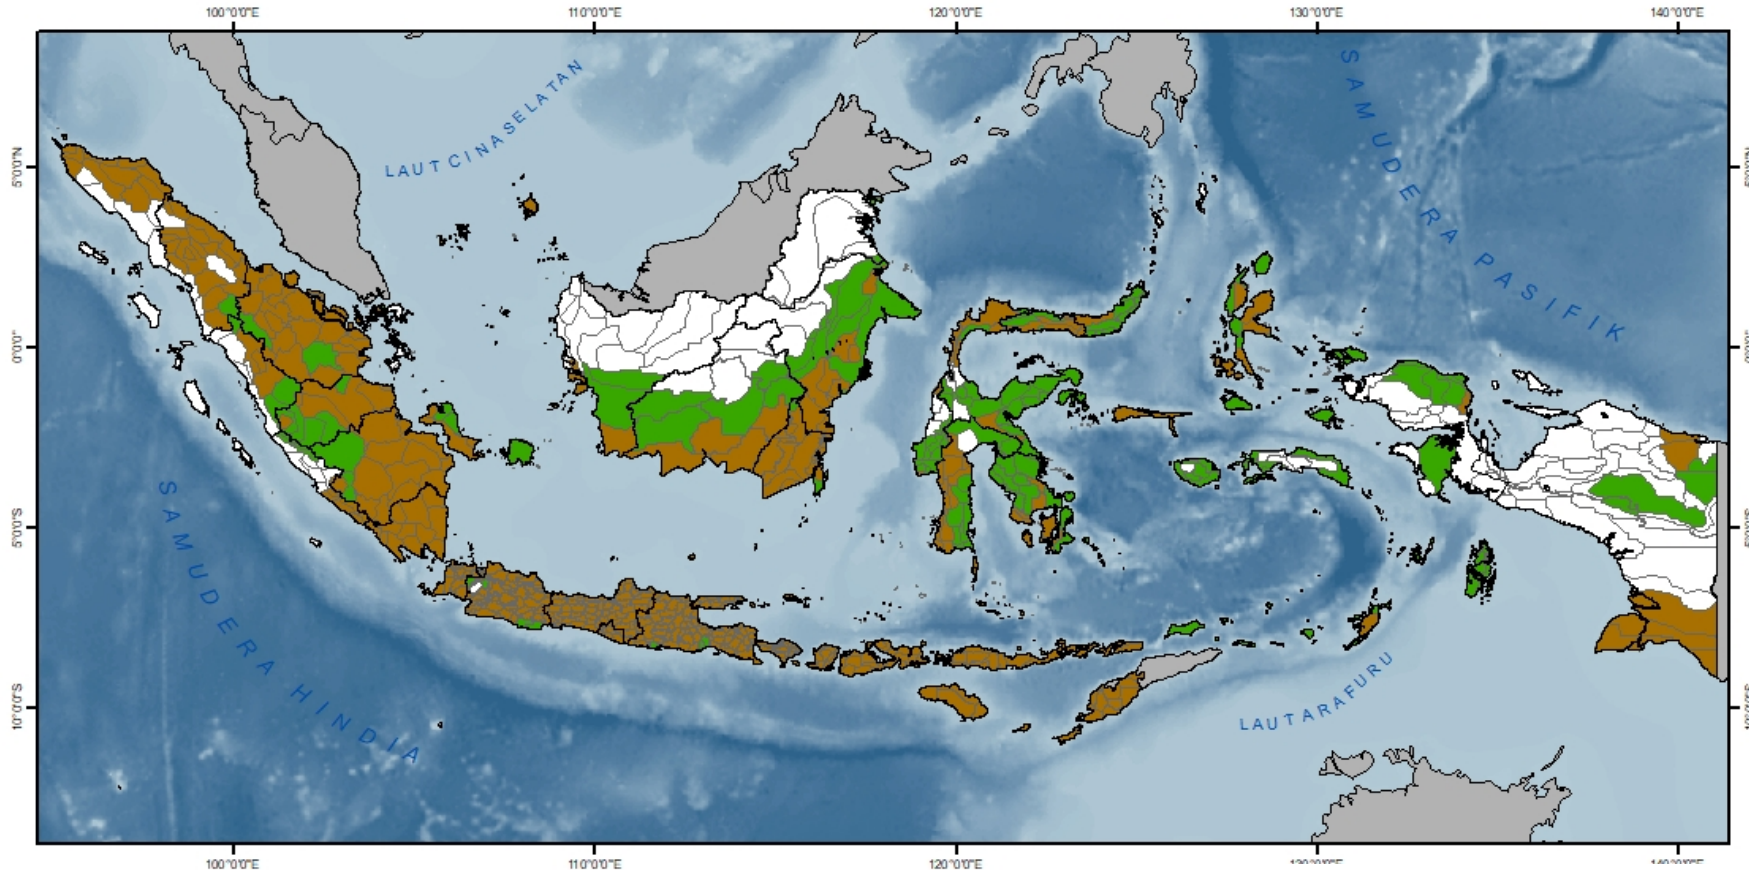 100°0'0"E 110°0'0"E 120°0'0"E 130°0'0"E 140°0'0"E
SAMUDERA PASIFIK
LAUT CINA SELATAN
5°0'0"N
0°0'0"
5°0'0"S
SAMUDERA HINDIA
LAUT ARAFURU
10°0'0"S
100°0'0"E 110°0'0"E 120°0'0"E